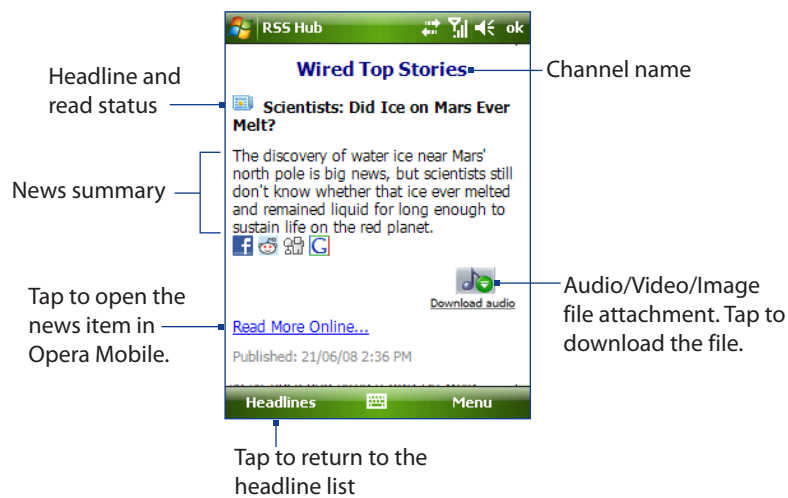 RSS Hub
ok
Wired Top Stories
Channel name
Headline and
read status
Scientists: Did Ice on Mars Ever
Melt?
News summary
The discovery of water ice near Mars'
north pole is big news, but scientists still
don't know whether that ice ever melted
and remained liquid for long enough to
sustain life on the red planet.
Download audio
Audio/Video/Image
file attachment. Tap to
download the file.
Tap to open the
news item in
Opera Mobile.
Read More Online...
Published: 21/06/08 2:36 PM
Headlines
Menu
Tap to return to the
headline list